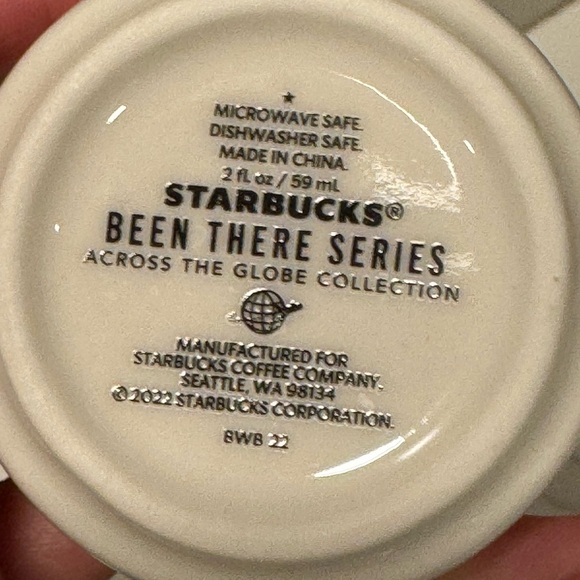 MICROWAVE SAFE.
DISHWASHER SAFE.
MADE IN CHINA.
2 fl oz / 59 mL
STARBUCKS®
BEEN THERE SERIES
ACROSS THE GLOBE COLLECTION
MANUFACTURED FOR
STARBUCKS COFFEE COMPANY,
SEATTLE, WA 98134
©2022 STARBUCKS CORPORATION.
BWB 22